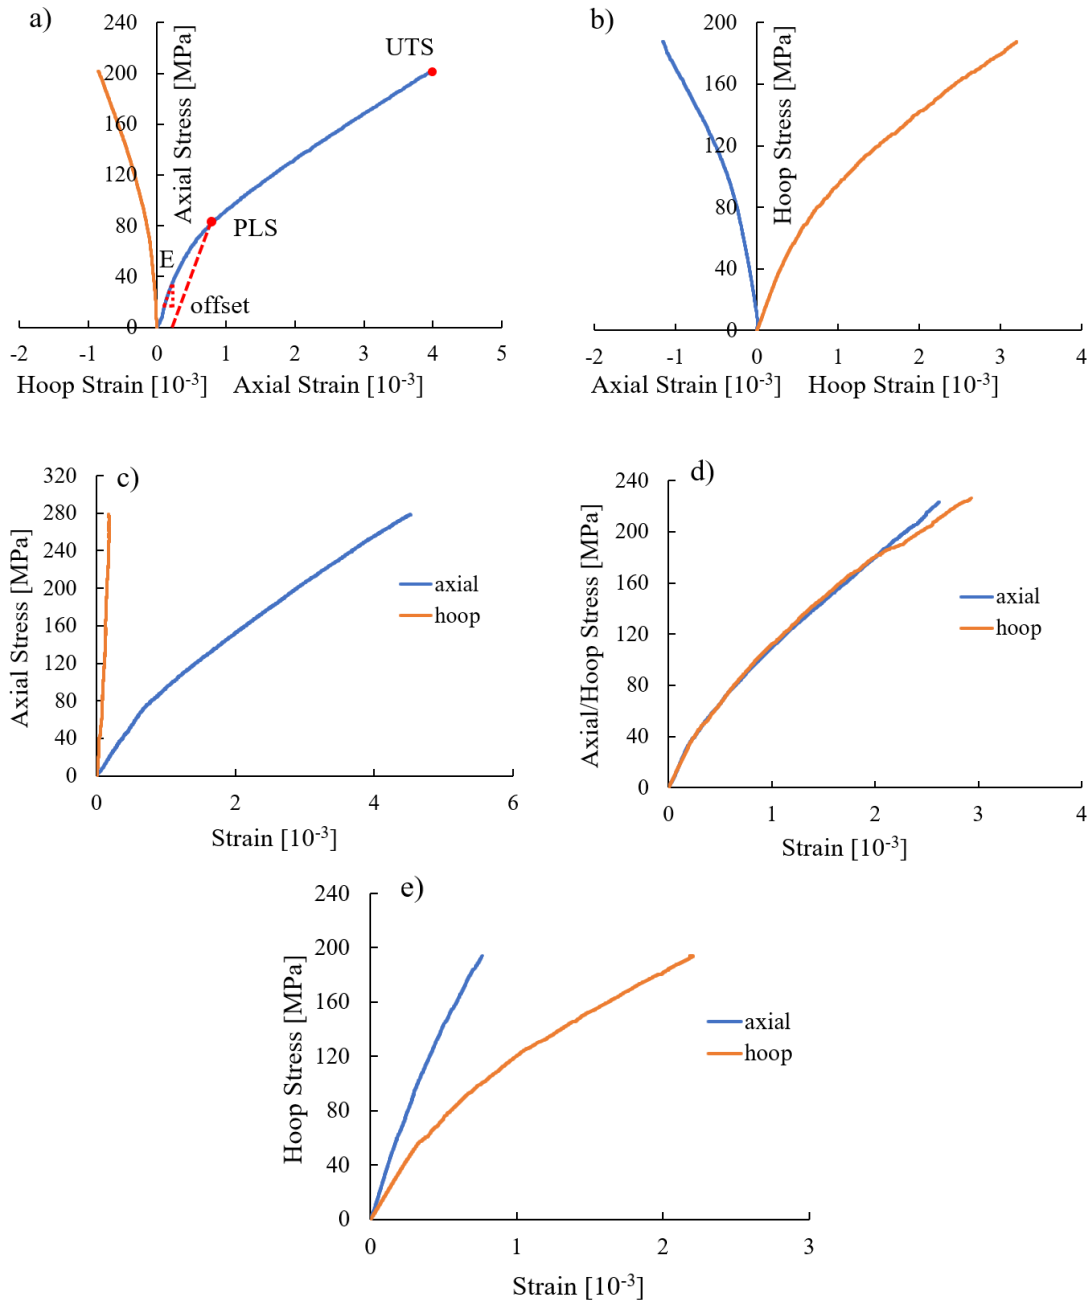 a)
240
200
160
120
80
40
0
Axial Stress [MPa]
UTS
PLS
E
offset
-2 -1 0 1 2 3 4 5
Hoop Strain [10-3] Axial Strain [10-3]
b)
200
160
120
80
40
0
Hoop Stress [MPa]
-2 -1 0 1 2 3 4
Axial Strain [10-3] Hoop Strain [10-3]
c)
320
280
240
200
160
120
80
40
0
Axial Stress [MPa]
axial
hoop
0 2 4 6
Strain [10-3]
d)
240
200
160
120
80
40
0
Axial/Hoop Stress [MPa]
axial
hoop
0 1 2 3 4
Strain [10-3]
e)
240
200
160
120
80
40
0
Hoop Stress [MPa]
axial
hoop
0 1 2 3
Strain [10-3]